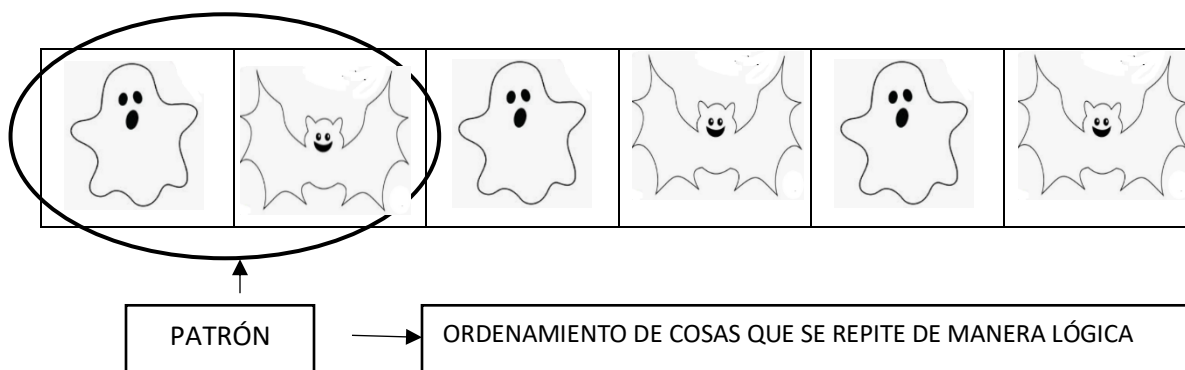 PATRÓN
ORDENAMIENTO DE COSAS QUE SE REPITE DE MANERA LÓGICA